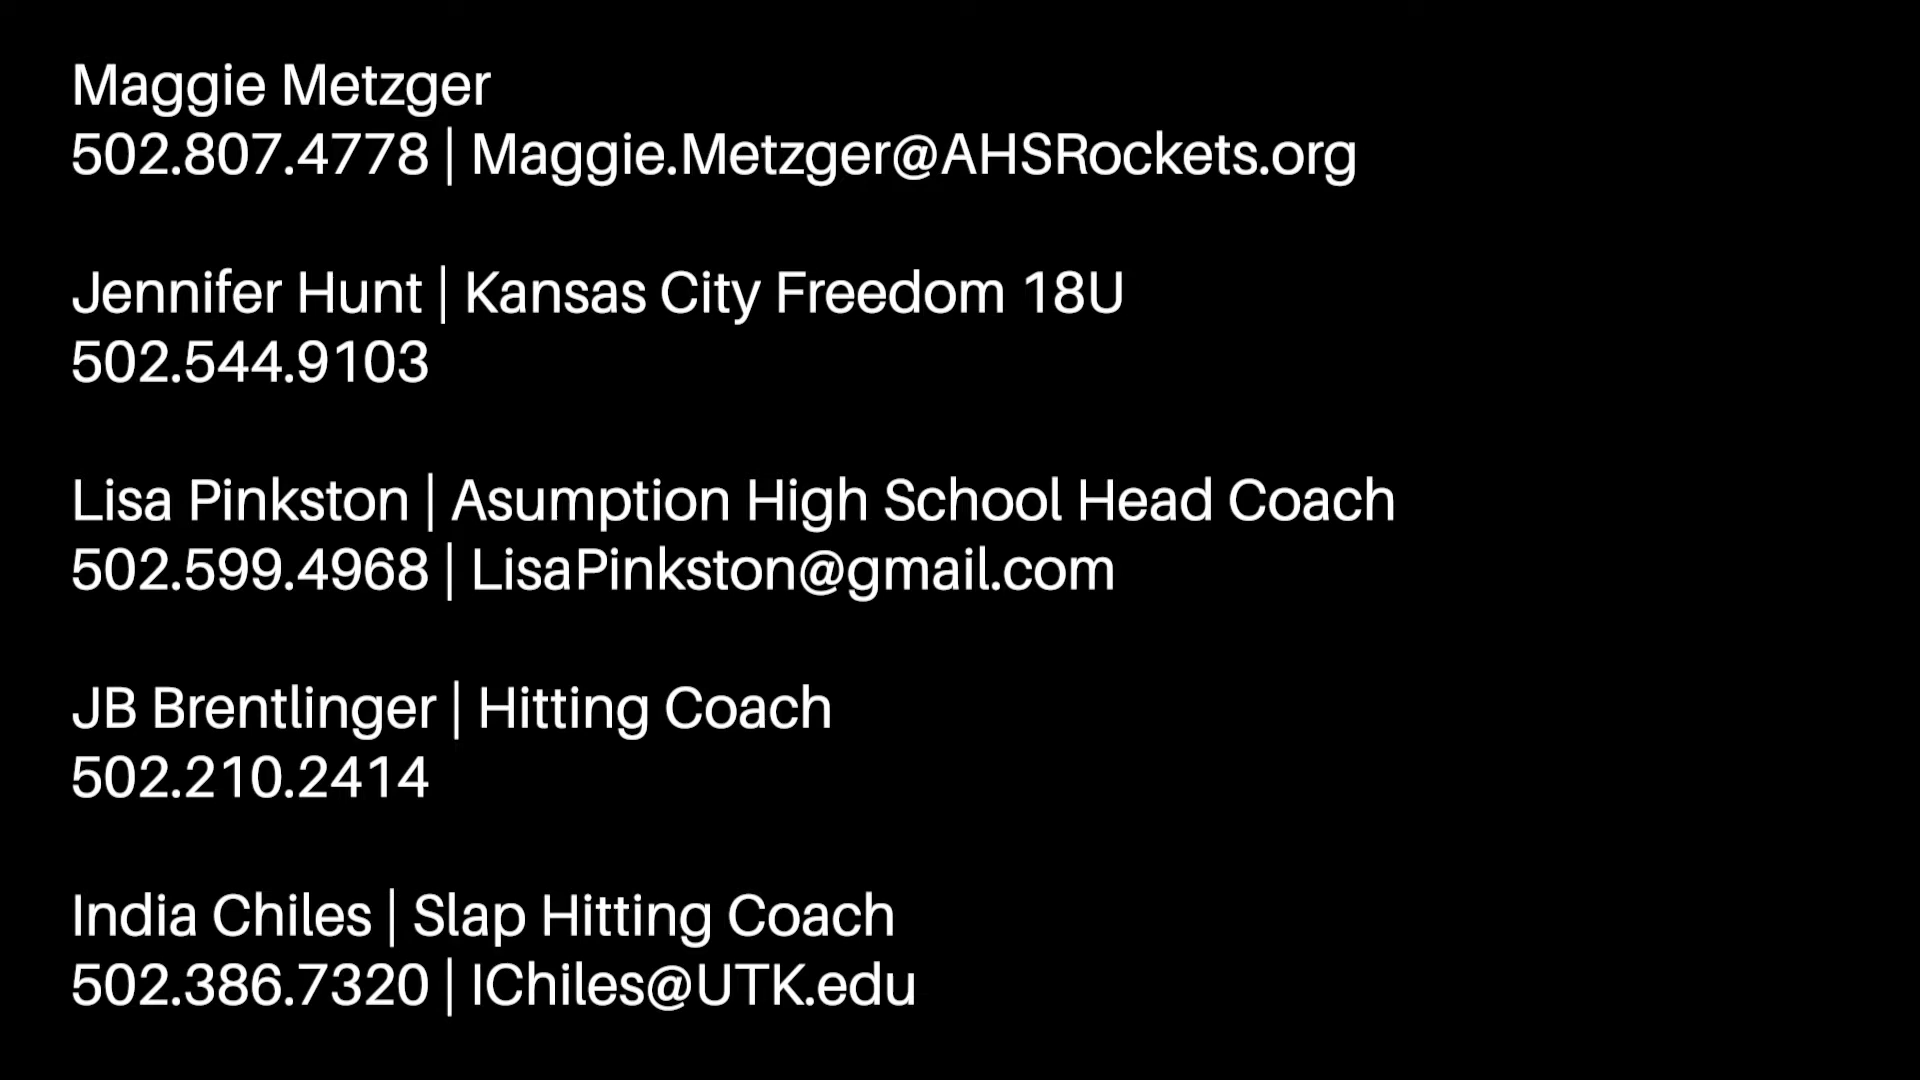 Maggie Metzger
502.807.4778 | Maggie.Metzger@AHSRockets.org
Jennifer Hunt | Kansas City Freedom 18U
502.544.9103
Lisa Pinkston | Asumption High School Head Coach
502.599.4968 | LisaPinkston@gmail.com
JB Brentlinger | Hitting Coach
502.210.2414
India Chiles | Slap Hitting Coach
502.386.7320 | IChiles@UTK.edu